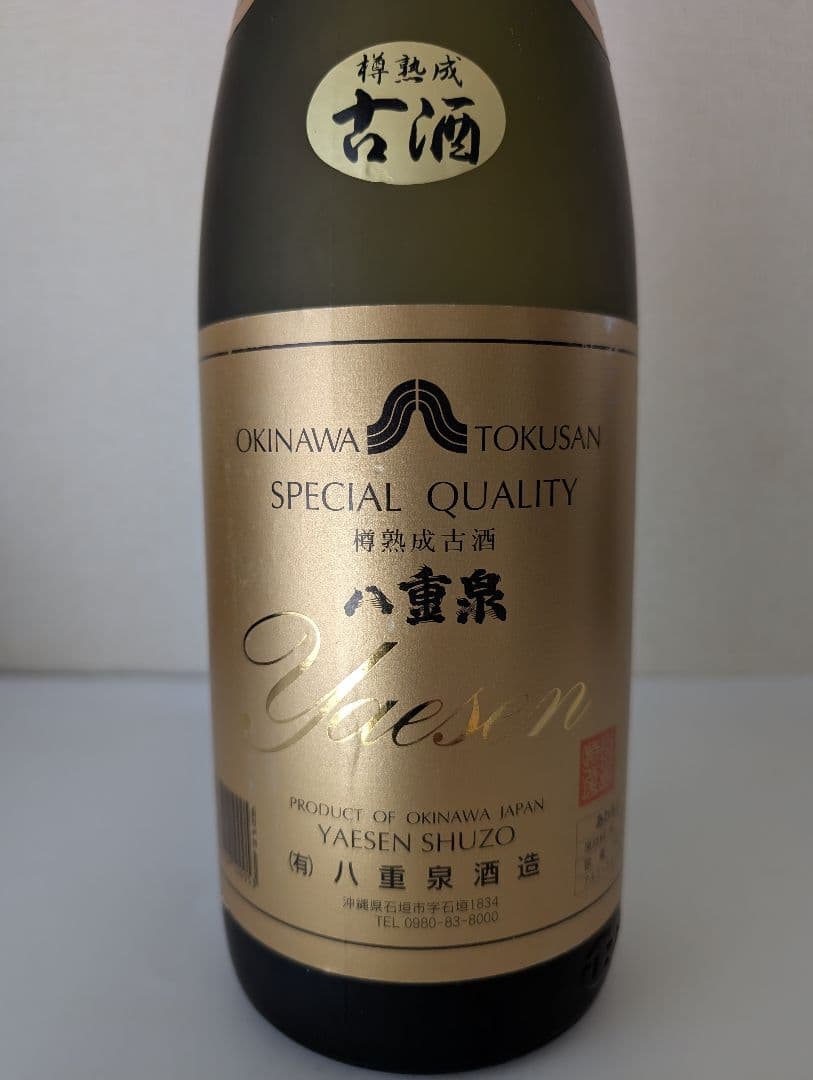 樽熟成
古酒
OKINAWA TOKUSAN
SPECIAL QUALITY
樽熟成古酒
八重泉
Yaesen
PRODUCT OF OKINAWA JAPAN
YAESEN SHUZO
(有) 八重泉酒造
沖縄県石垣市字石垣1834
TEL 0980-83-8000